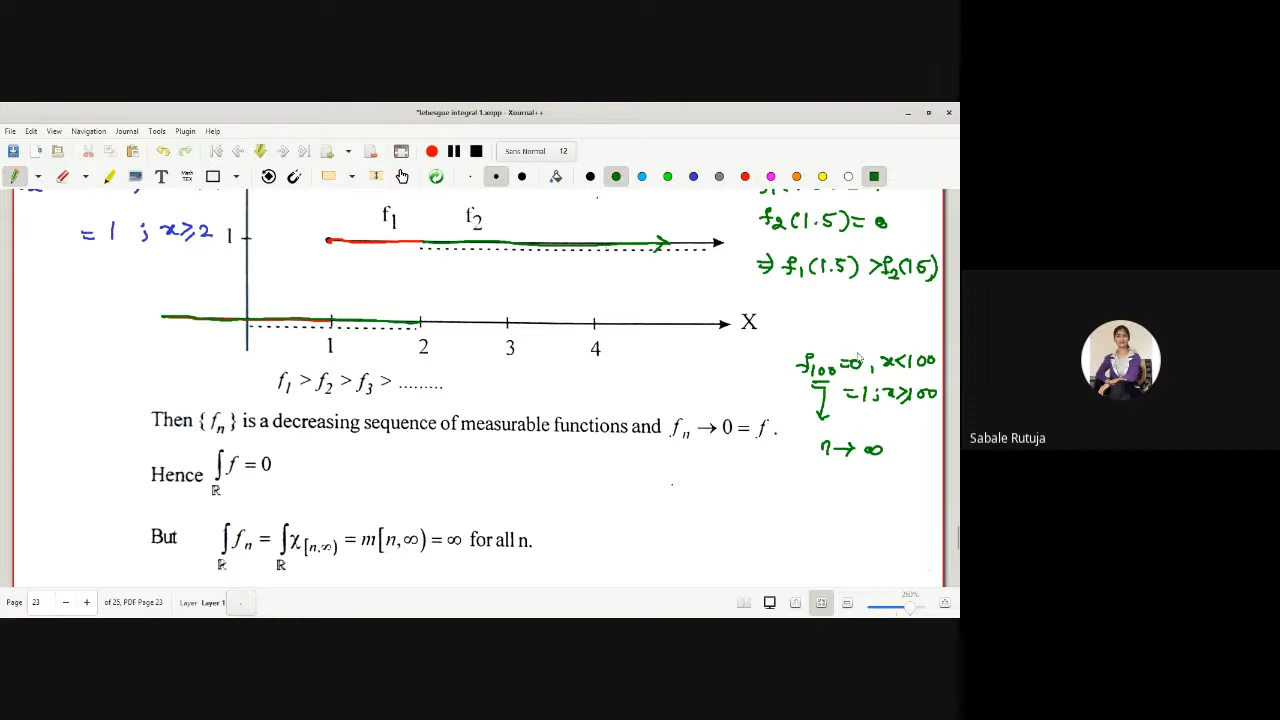 *lebesgue integral 1.xopp - Xournal++
File Edit View Navigation Journal Tools Plugin Help
Sans Normal 12
= 1 ; x≥2
1
f₁ f₂
f₂(1.5)= 0
⇒ f₁(1.5) >f₂(15)
X
1 2 3 4
f₁ > f₂ > f₃ > .........
f₁₀₀ =0, x<100
= 1 ; x≥100
n→ ∞
Then { fₙ } is a decreasing sequence of measurable functions and fₙ → 0 = f .
Hence ∫ℝ f = 0
But ∫ℝ fₙ = ∫ℝ χ[n,∞) = m[n,∞) = ∞ for all n.
Page 23 of 25, PDF Page 23 Layer Layer 1
260%
Sabale Rutuja